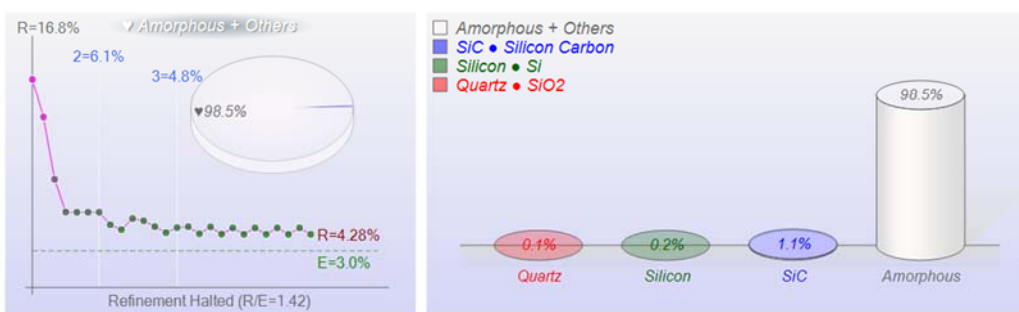 R=16.8%
♥ Amorphous + Others
2=6.1%
3=4.8%
♥98.5%
R=4.28%
E=3.0%
Refinement Halted (R/E=1.42)
Amorphous + Others
SiC ● Silicon Carbon
Silicon ● Si
Quartz ● SiO2
98.5%
0.1%
0.2%
1.1%
Quartz
Silicon
SiC
Amorphous